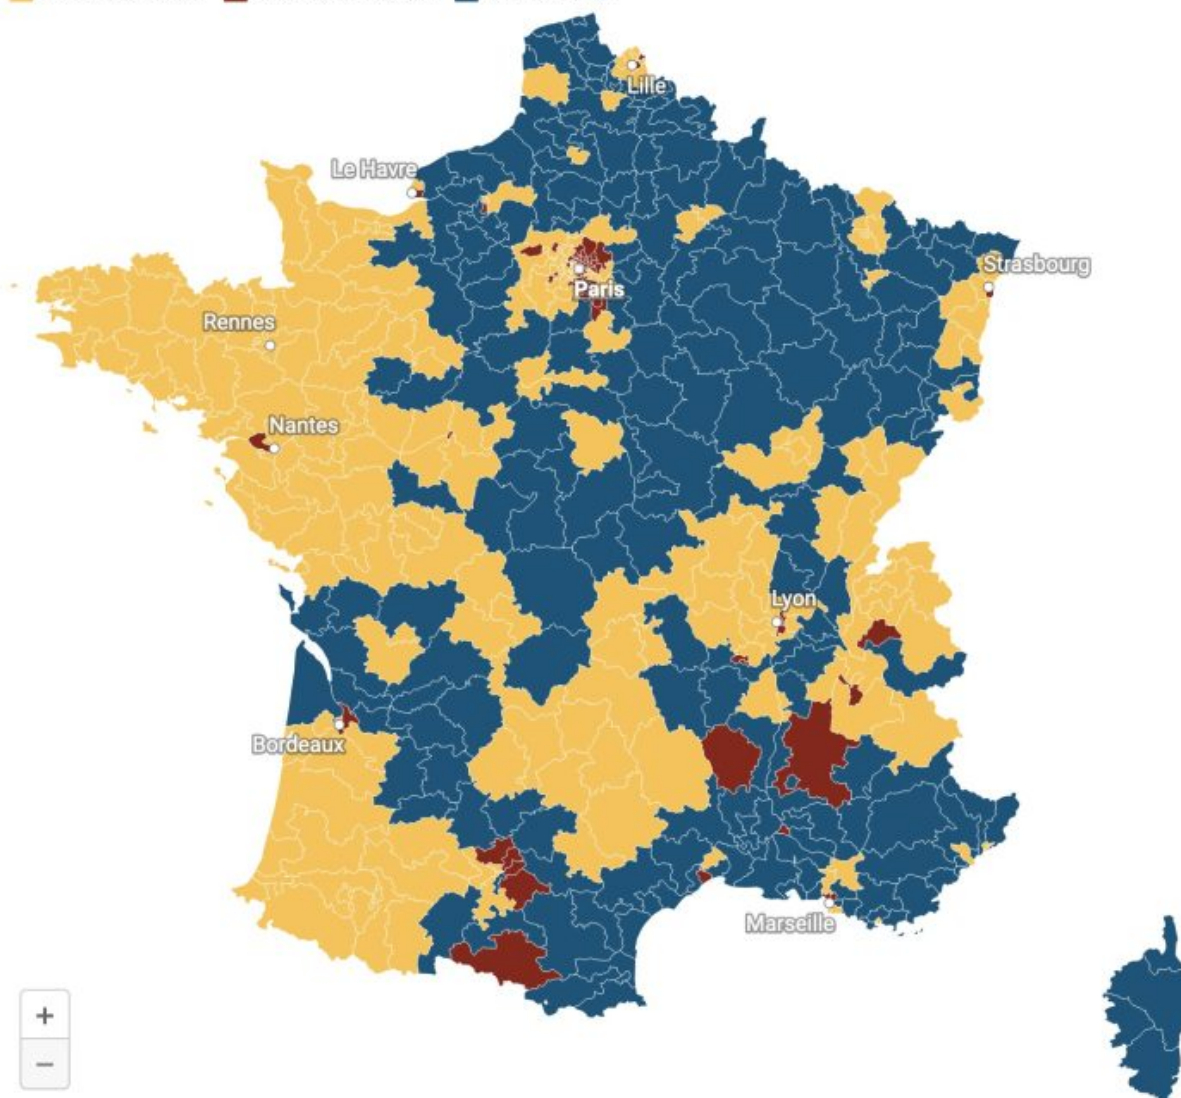 Lille
Le Havre
Strasbourg
Paris
Rennes
Nantes
Lyon
Bordeaux
Marseille
+
−